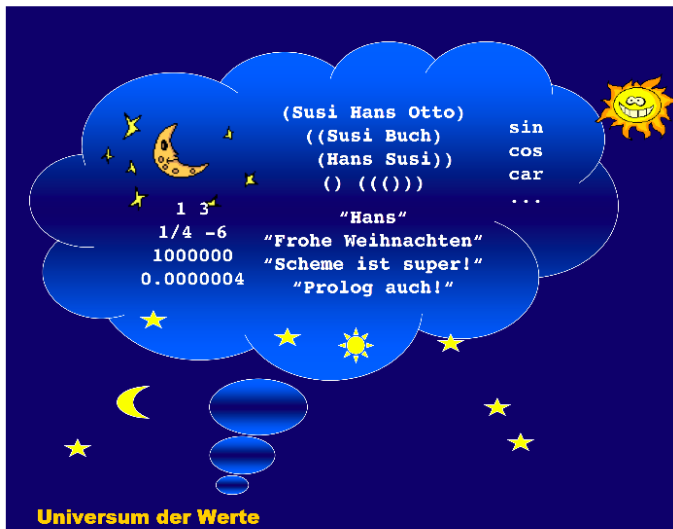 (Susi Hans Otto)
((Susi Buch)
(Hans Susi))
() ((()))
sin
cos
car
...
1 3
1/4 -6
1000000
0.0000004
“Hans“
“Frohe Weihnachten“
“Scheme ist super!“
“Prolog auch!“
Universum der Werte